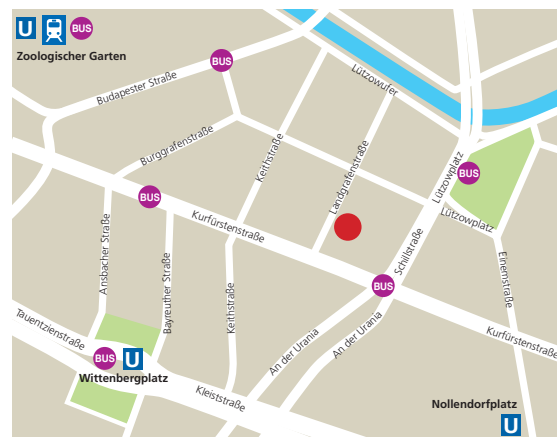 U BUS
Zoologischer Garten
BUS
Budapester Straße
Lützowufer
Burggrafenstraße
Keithstraße
Landgrafenstraße
Lützowplatz
BUS
BUS
Kurfürstenstraße
Lützowplatz
Ansbacher Straße
Bayreuther Straße
Schillstraße
Einemstraße
BUS
Keithstraße
Tauentzienstraße
An der Urania
An der Urania
Kurfürstenstraße
BUS U
Wittenbergplatz
Kleiststraße
Nollendorfplatz
U